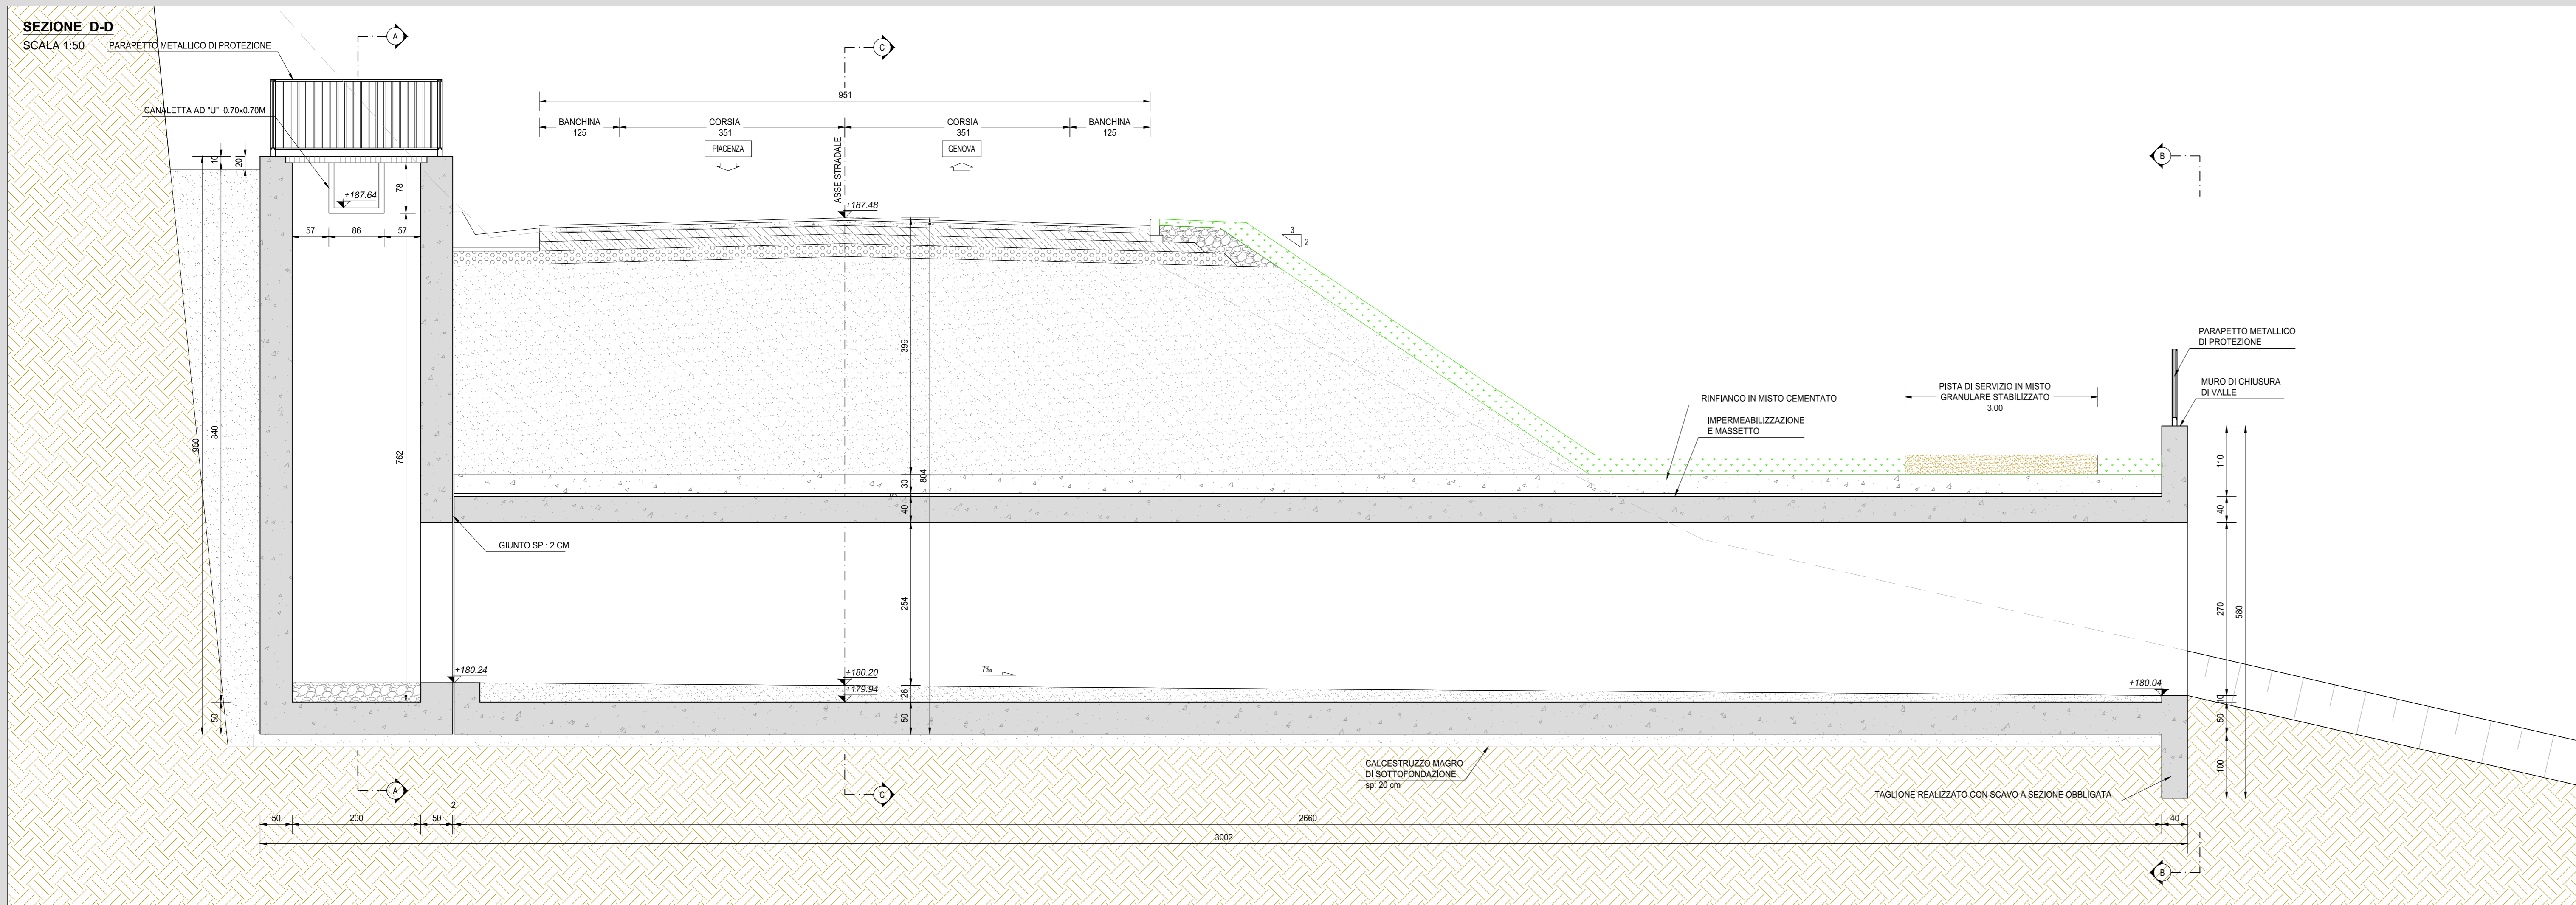 SEZIONE D-D
SCALA 1:50
PARAPETTO METALLICO DI PROTEZIONE
A
C
CANALETTA AD "U" 0.70x0.70M
951
BANCHINA
125
CORSIA
351
CORSIA
351
BANCHINA
125
PIACENZA
GENOVA
ASSE STRADALE
B
10
20
78
+187.64
+187.48
57
86
57
3
2
399
900
840
762
PARAPETTO METALLICO
DI PROTEZIONE
MURO DI CHIUSURA
DI VALLE
PISTA DI SERVIZIO IN MISTO
GRANULARE STABILIZZATO
3,00
RINFIANCO IN MISTO CEMENTATO
IMPERMEABILIZZAZIONE
E MASSETTO
804
30
5
40
110
40
GIUNTO SP.: 2 CM
254
270
580
+180.24
+180.20
+179.94
7‰
+180.04
26
50
50
10
50
100
CALCESTRUZZO MAGRO
DI SOTTOFONDAZIONE
sp: 20 cm
TAGLIONE REALIZZATO CON SCAVO A SEZIONE OBBLIGATA
A
C
2
50
200
50
2660
40
3002
B